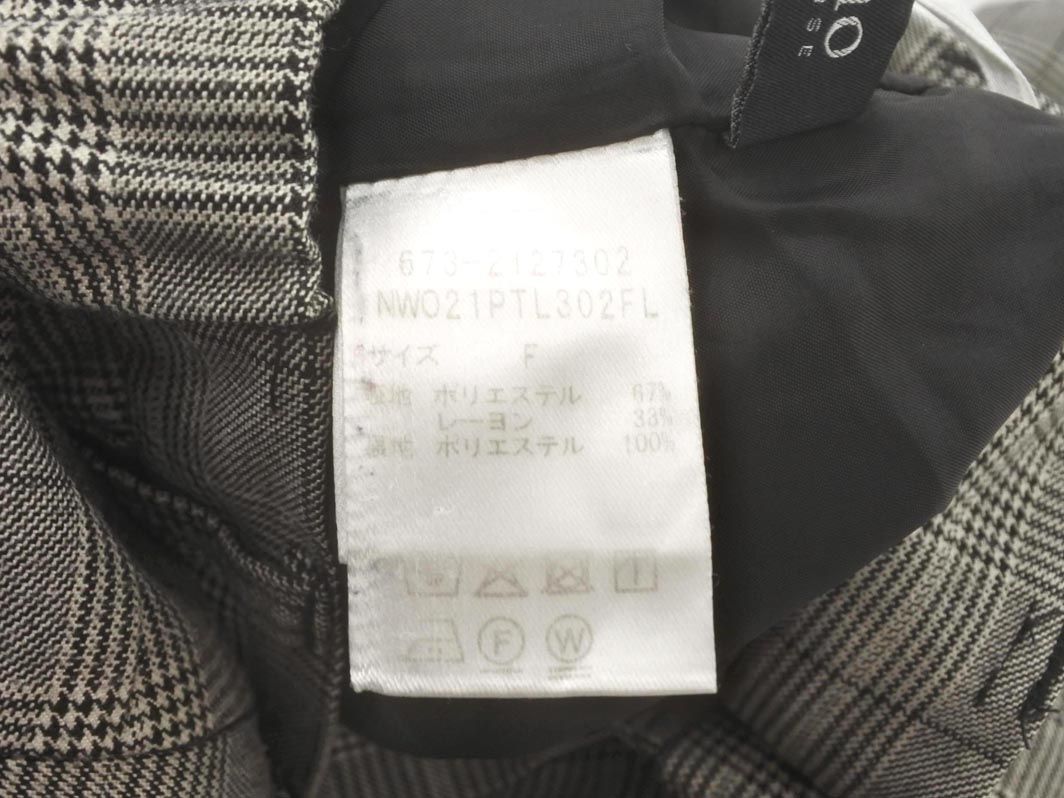 673-2127302
NW021PTL302FL
サイズ F
表地 ポリエステル 67%
レーヨン 33%
裏地 ポリエステル 100%
F
W